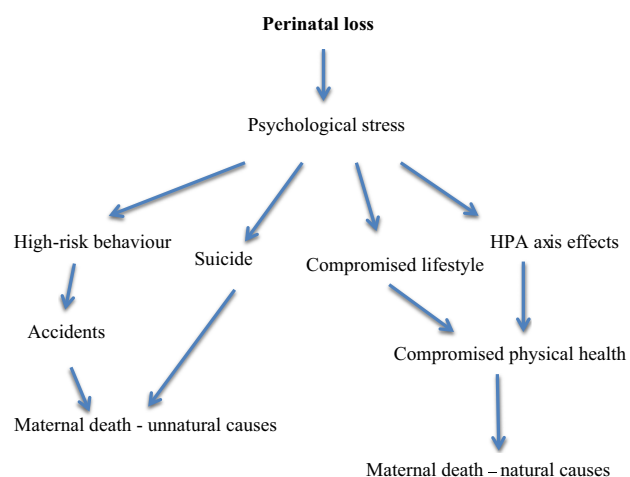 Perinatal loss
Psychological stress
High-risk behaviour
Suicide
Compromised lifestyle
HPA axis effects
Accidents
Compromised physical health
Maternal death - unnatural causes
Maternal death – natural causes